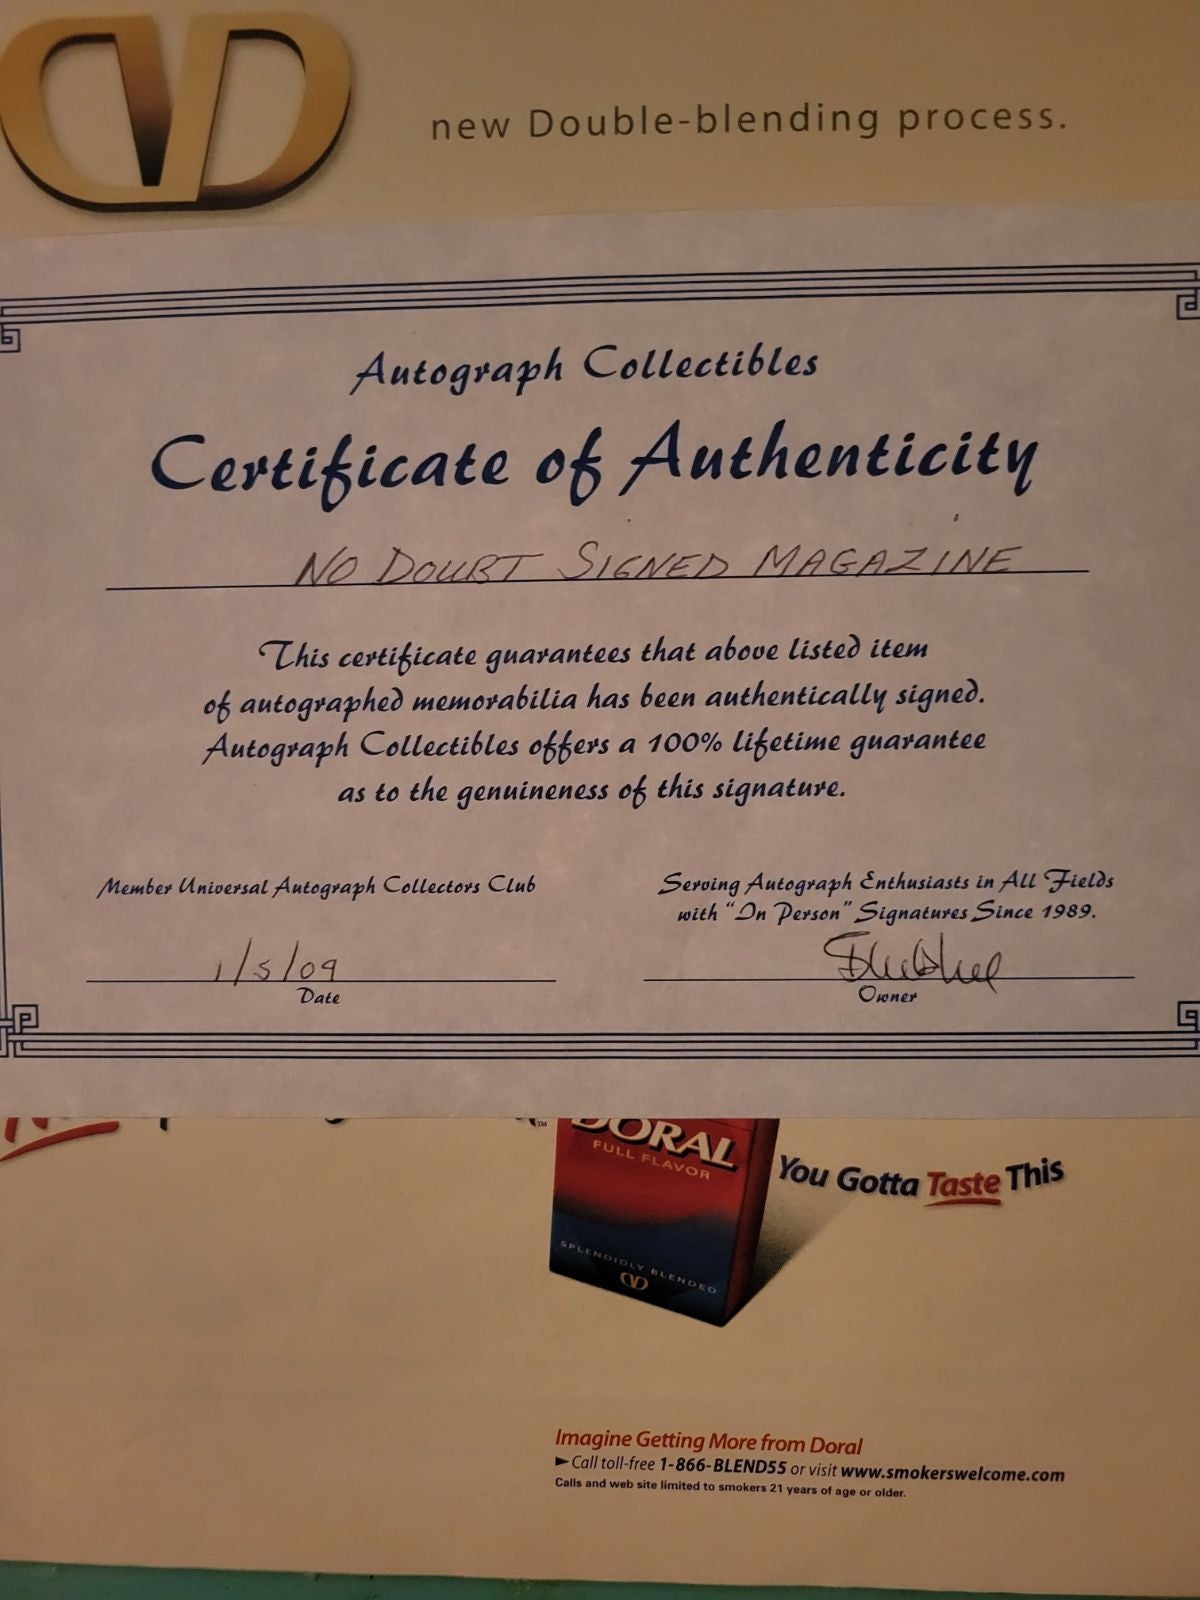 new Double-blending process.
Autograph Collectibles
Certificate of Authenticity
NO DOUBT SIGNED MAGAZINE
This certificate guarantees that above listed item
of autographed memorabilia has been authentically signed.
Autograph Collectibles offers a 100% lifetime guarantee
as to the genuineness of this signature.
Member Universal Autograph Collectors Club
Serving Autograph Enthusiasts in All Fields
with "In Person" Signatures Since 1989.
1/5/09
Date
Owner
TM
DORAL
FULL FLAVOR
SPLENDIDLY BLENDED
You Gotta Taste This
Imagine Getting More from Doral
►Call toll-free 1-866-BLEND55 or visit www.smokerswelcome.com
Calls and web site limited to smokers 21 years of age or older.